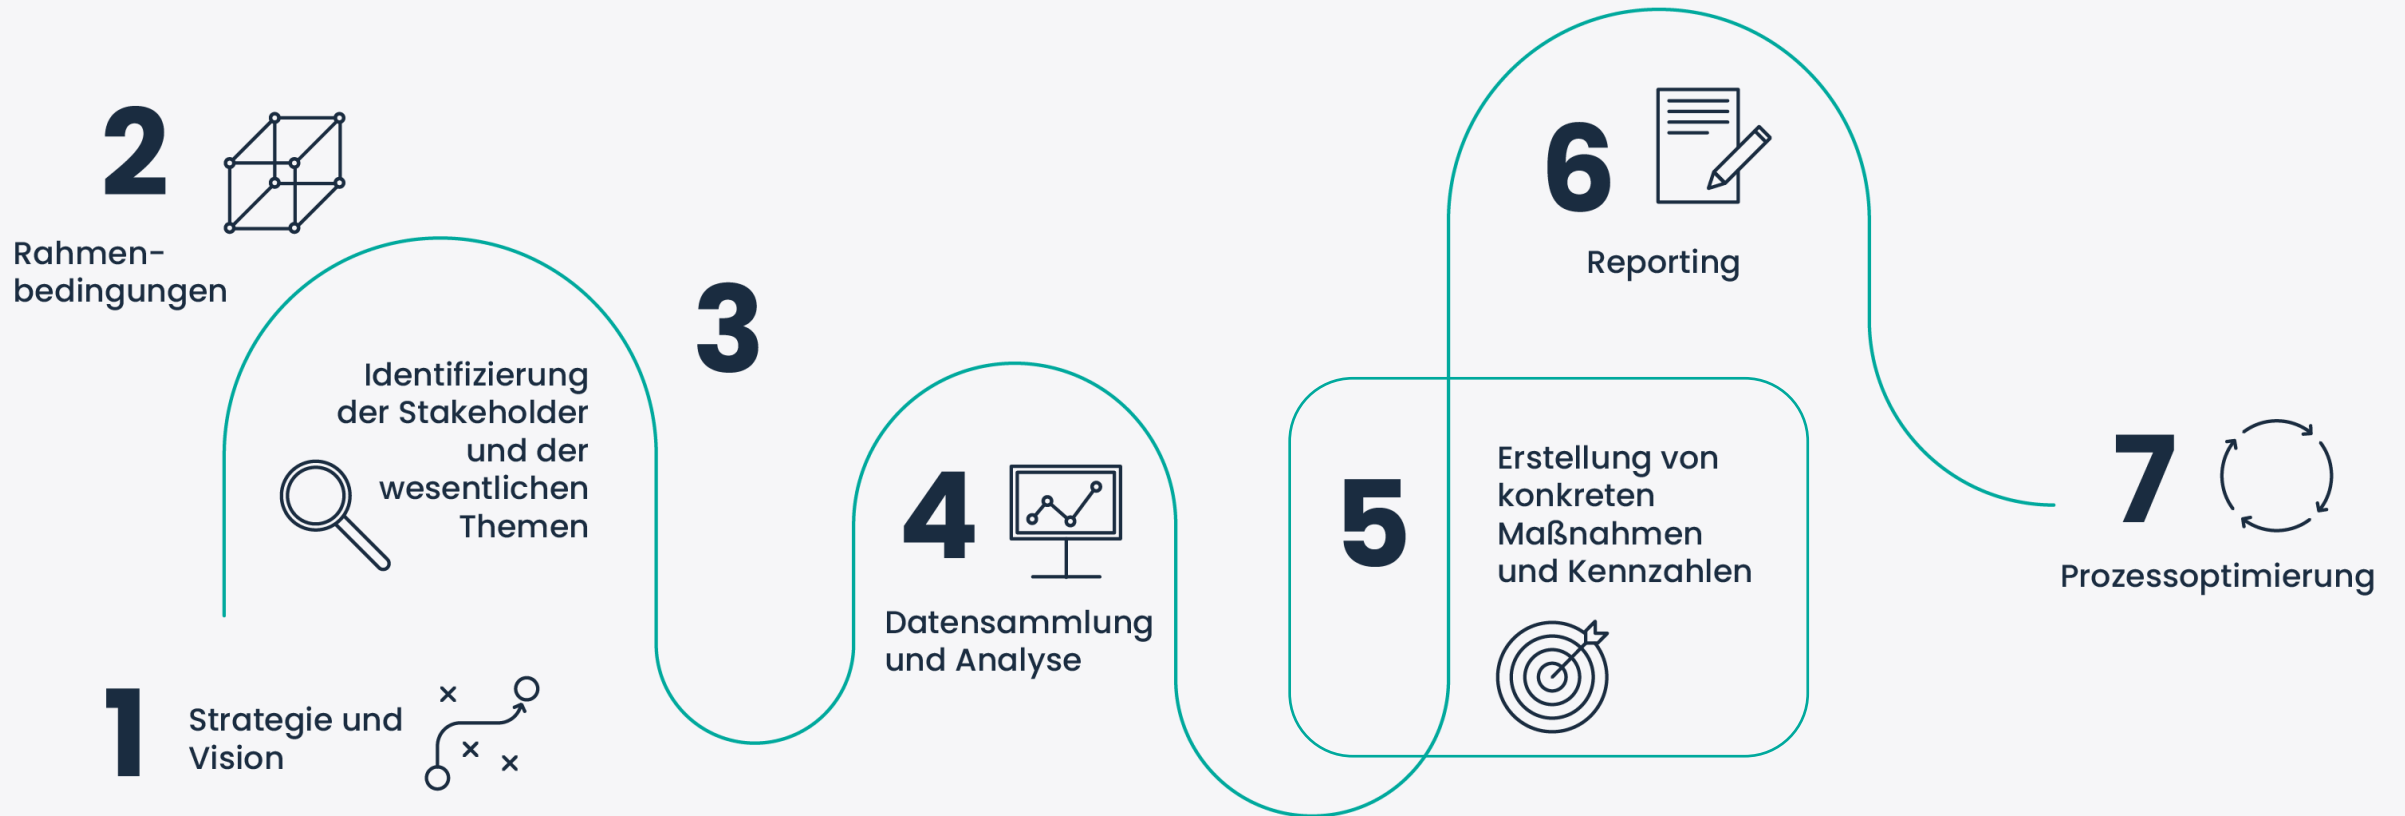 1
Strategie und
Vision
2
Rahmen-
bedingungen
3
Identifizierung
der Stakeholder
und der
wesentlichen
Themen
4
Datensammlung
und Analyse
5
Erstellung von
konkreten
Maßnahmen
und Kennzahlen
6
Reporting
7
Prozessoptimierung